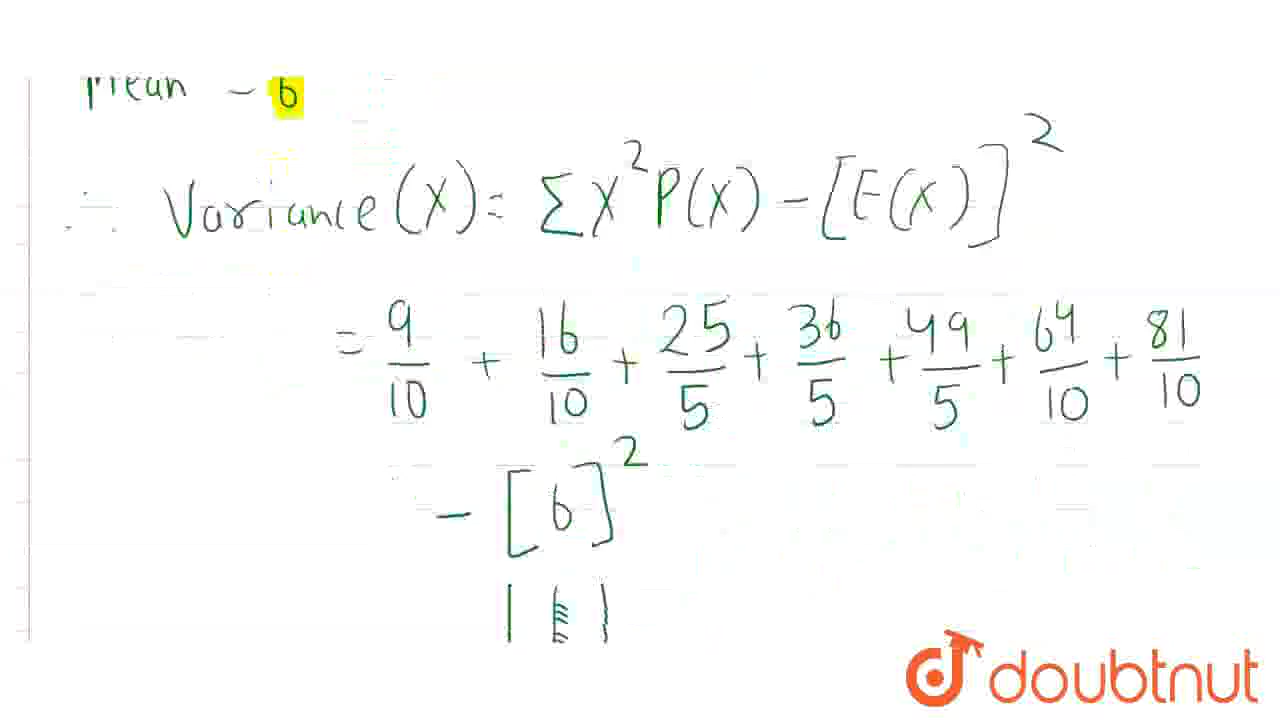 Mean - 6
∴ Variance (X) = ΣX²P(X) - [E(X)]²
= 9/10 + 16/10 + 25/5 + 36/5 + 49/5 + 64/10 + 81/10
- [6]²
doubtnut